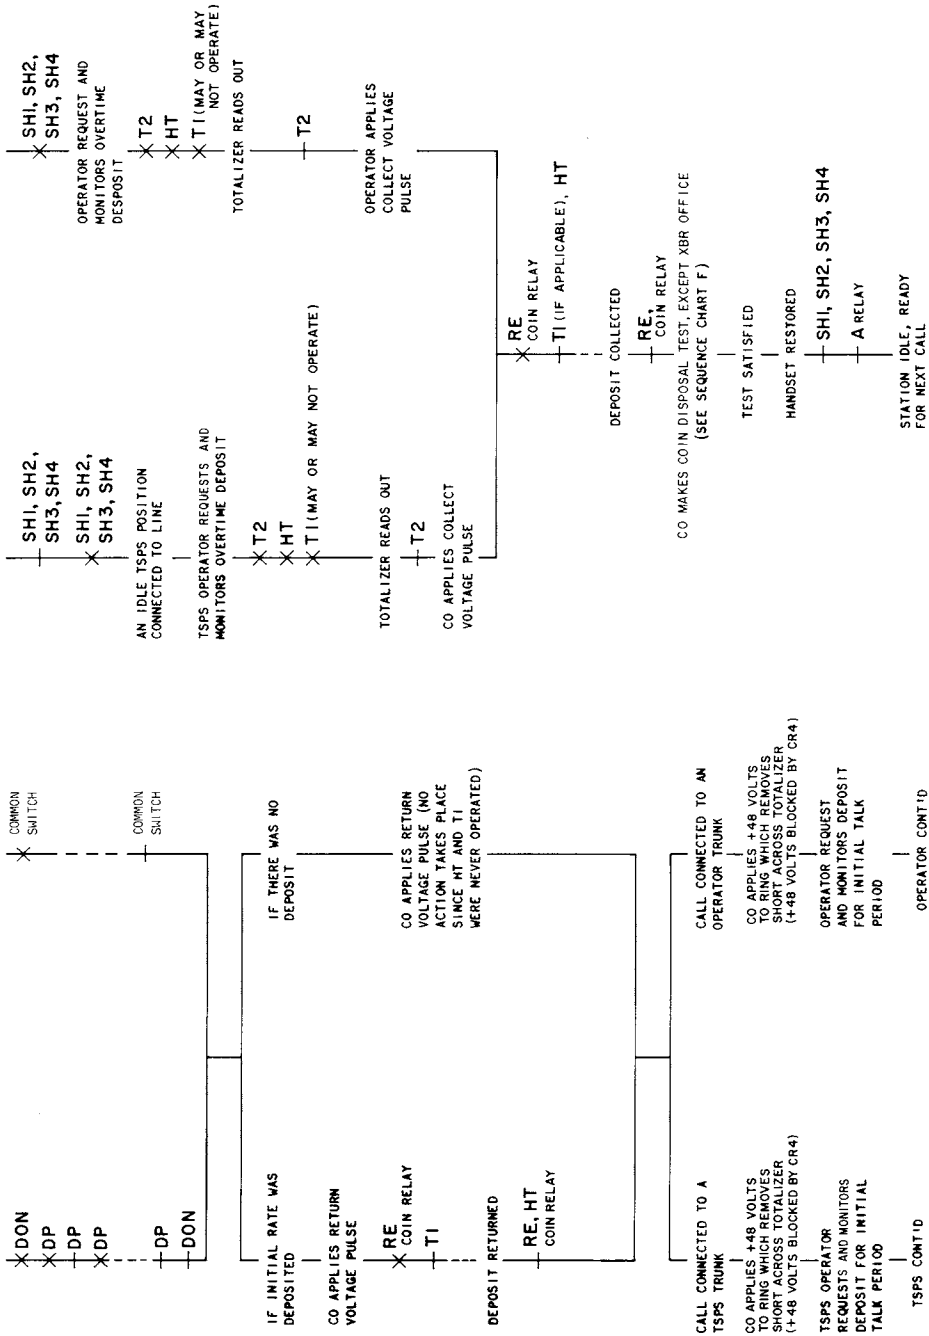 DON
DP
DP
DP
DP
DON
COMMON
SWITCH
COMMON
SWITCH
IF INITIAL RATE WAS
DEPOSITED
CO APPLIES RETURN
VOLTAGE PULSE
RE
COIN RELAY
T1
DEPOSIT RETURNED
RE, HT
COIN RELAY
IF THERE WAS NO
DEPOSIT
CO APPLIES RETURN
VOLTAGE PULSE (NO
ACTION TAKES PLACE
SINCE HT AND T1
WERE NEVER OPERATED)
CALL CONNECTED TO A
TSPS TRUNK
CO APPLIES +48 VOLTS
TO RING WHICH REMOVES
SHORT ACROSS TOTALIZER
(+48 VOLTS BLOCKED BY CR4)
TSPS OPERATOR
REQUESTS AND MONITORS
DEPOSIT FOR INITIAL
TALK PERIOD
TSPS CONT'D
CALL CONNECTED TO AN
OPERATOR TRUNK
CO APPLIES +48 VOLTS
TO RING WHICH REMOVES
SHORT ACROSS TOTALIZER
(+48 VOLTS BLOCKED BY CR4)
OPERATOR REQUEST
AND MONITORS DEPOSIT
FOR INITIAL TALK
PERIOD
OPERATOR CONT'D
SH1, SH2,
SH3, SH4
SH1, SH2,
SH3, SH4
AN IDLE TSPS POSITION
CONNECTED TO LINE
TSPS OPERATOR REQUESTS AND
MONITORS OVERTIME DEPOSIT
T2
HT
T1 (MAY OR MAY NOT OPERATE)
TOTALIZER READS OUT
T2
CO APPLIES COLLECT
VOLTAGE PULSE
SH1, SH2,
SH3, SH4
OPERATOR REQUEST AND
MONITORS OVERTIME
DESPOSIT
T2
HT
T1 (MAY OR MAY
NOT OPERATE)
TOTALIZER READS OUT
T2
OPERATOR APPLIES
COLLECT VOLTAGE
PULSE
RE
COIN RELAY
T1 (IF APPLICABLE), HT
DEPOSIT COLLECTED
RE,
COIN RELAY
CO MAKES COIN DISPOSAL TEST, EXCEPT XBR OFFICE
(SEE SEQUENCE CHART F)
TEST SATISFIED
HANDSET RESTORED
SH1, SH2, SH3, SH4
A RELAY
STATION IDLE, READY
FOR NEXT CALL